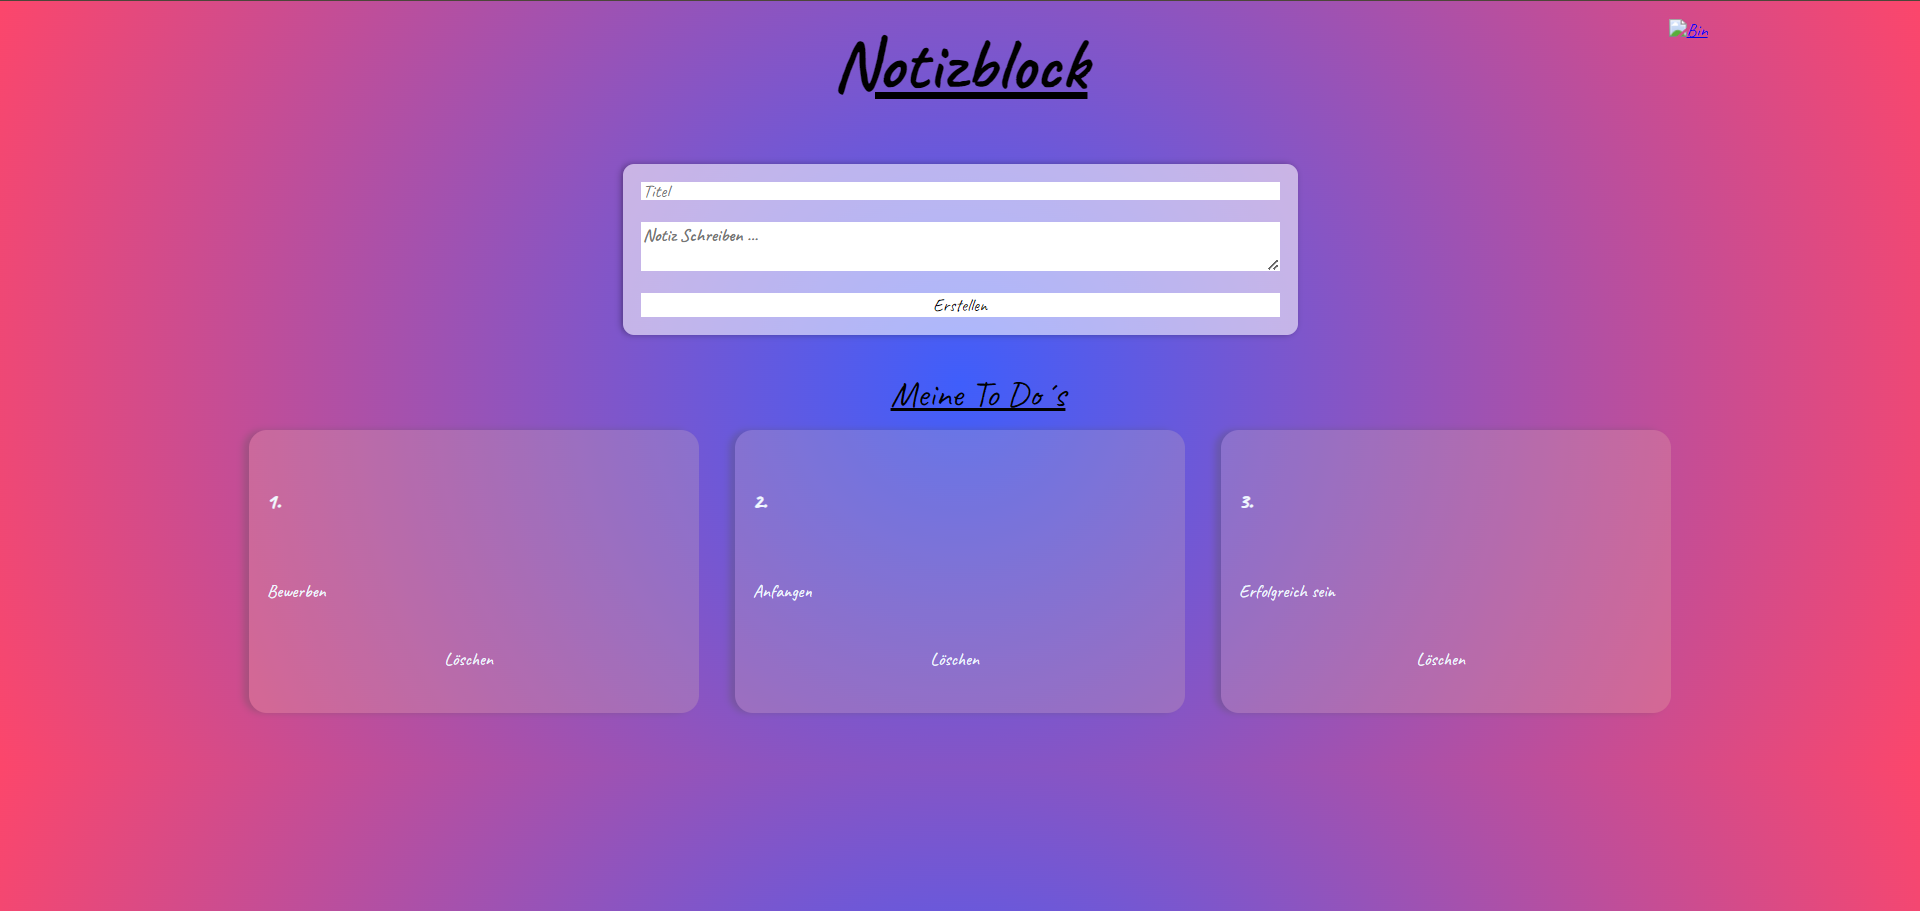 Bin
Notizblock
Titel
Notiz Schreiben ...
Erstellen
Meine To Do´s
1.
Bewerben
Löschen
2.
Anfangen
Löschen
3.
Erfolgreich sein
Löschen